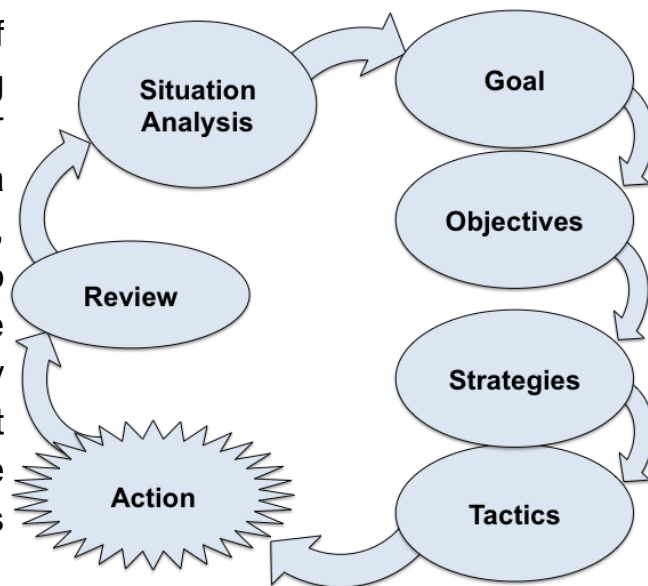 Situation
Analysis
Goal
Objectives
Strategies
Tactics
Action
Review